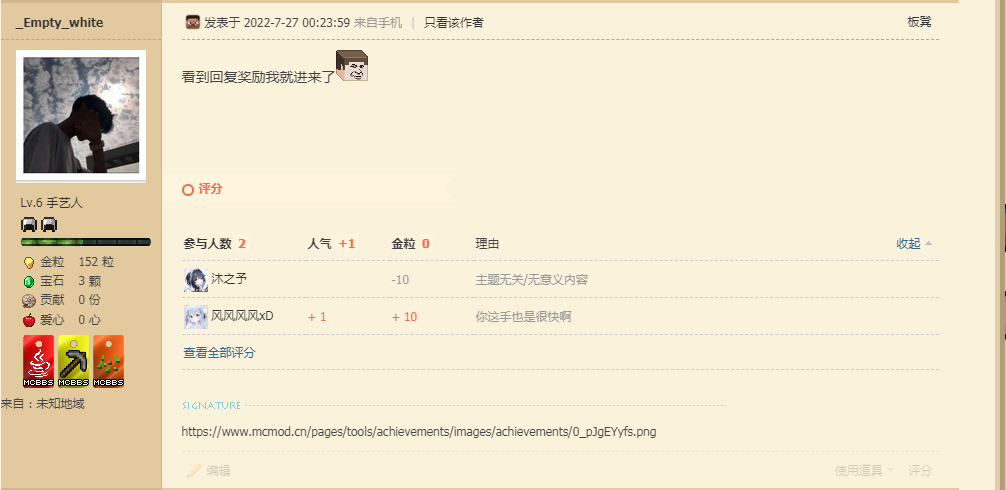 _Empty_white
发表于 2022-7-27 00:23:59 来自手机 | 只看该作者
板凳
看到回复奖励我就进来了
Lv.6 手艺人
金粒 152 粒
宝石 3 颗
贡献 0 份
爱心 0 心
MCBBS MCBBS MCBBS
来自：未知地域
评分
参与人数 2 人气 +1 金粒 0 理由 收起
沐之予 -10 主题无关/无意义内容
风风风风xD + 1 + 10 你这手也是很快啊
查看全部评分
SIGNATURE
https://www.mcmod.cn/pages/tools/achievements/images/achievements/0_pJgEYyfs.png
编辑 使用道具 评分